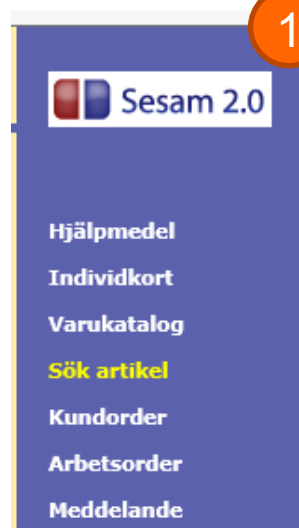 1
Sesam 2.0
Hjälpmedel
Individkort
Varukatalog
Sök artikel
Kundorder
Arbetsorder
Meddelande